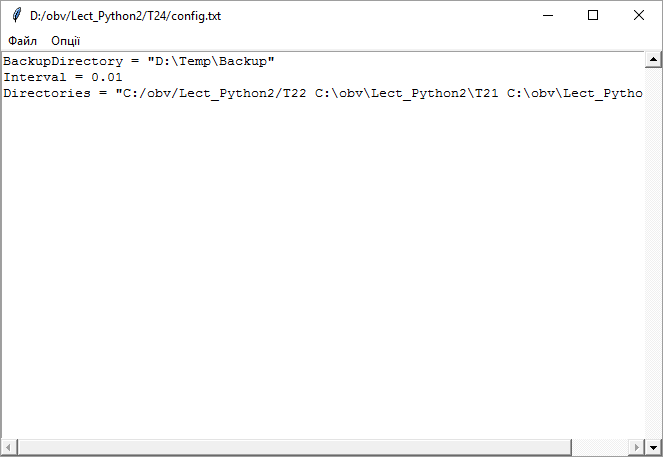 D:/obv/Lect_Python2/T24/config.txt
Файл Опції
BackupDirectory = "D:\Temp\Backup"
Interval = 0.01
Directories = "C:/obv/Lect_Python2/T22 C:\obv\Lect_Python2\T21 C:\obv\Lect_Pytho